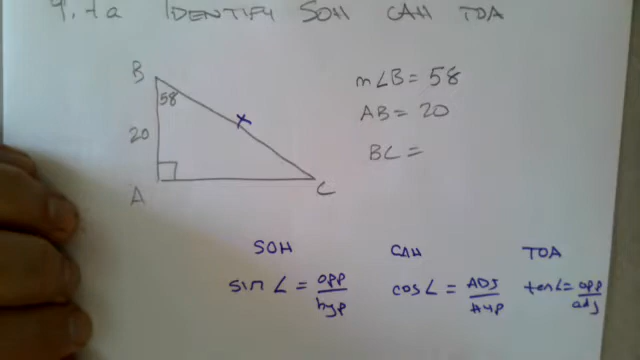 IDENTIFY SOH CAH TOA
B
58
20
A
C
m∠B = 58
AB = 20
BC =
SOH
sin ∠ = opp/hyp
CAH
cos ∠ = ADJ/HYP
TOA
tan ∠ = opp/adj